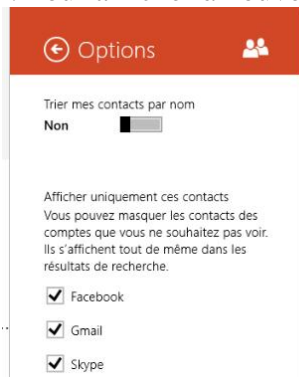 Options
Trier mes contacts par nom
Non
Afficher uniquement ces contacts
Vous pouvez masquer les contacts des
comptes que vous ne souhaitez pas voir.
Ils s'affichent tout de même dans les
résultats de recherche.
Facebook
Gmail
Skype